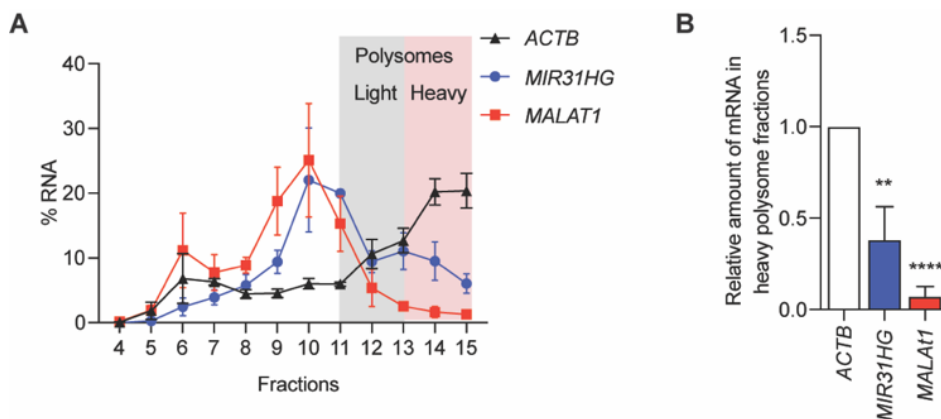 A
ACTB
MIR31HG
MALAT1
Polysomes
Light Heavy
40
30
20
10
0
% RNA
4 5 6 7 8 9 10 11 12 13 14 15
Fractions
B
Relative amount of mRNA in
heavy polysome fractions
1.0
0.5
0.0
**
****
ACTB
MIR31HG
MALAt1